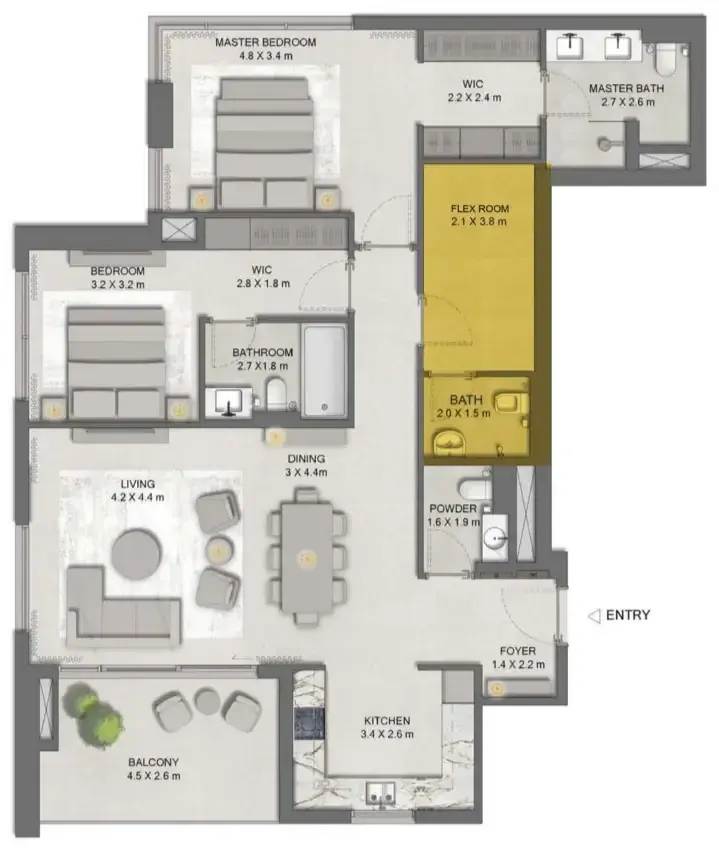 MASTER BEDROOM
4.8 X 3.4 m
WIC
2.2 X 2.4 m
MASTER BATH
2.7 X 2.6 m
FLEX ROOM
2.1 X 3.8 m
BEDROOM
3.2 X 3.2 m
WIC
2.8 X 1.8 m
BATHROOM
2.7 X1.8 m
BATH
2.0 X 1.5 m
LIVING
4.2 X 4.4 m
DINING
3 X 4.4m
POWDER
1.6 X 1.9 m
ENTRY
FOYER
1.4 X 2.2 m
KITCHEN
3.4 X 2.6 m
BALCONY
4.5 X 2.6 m